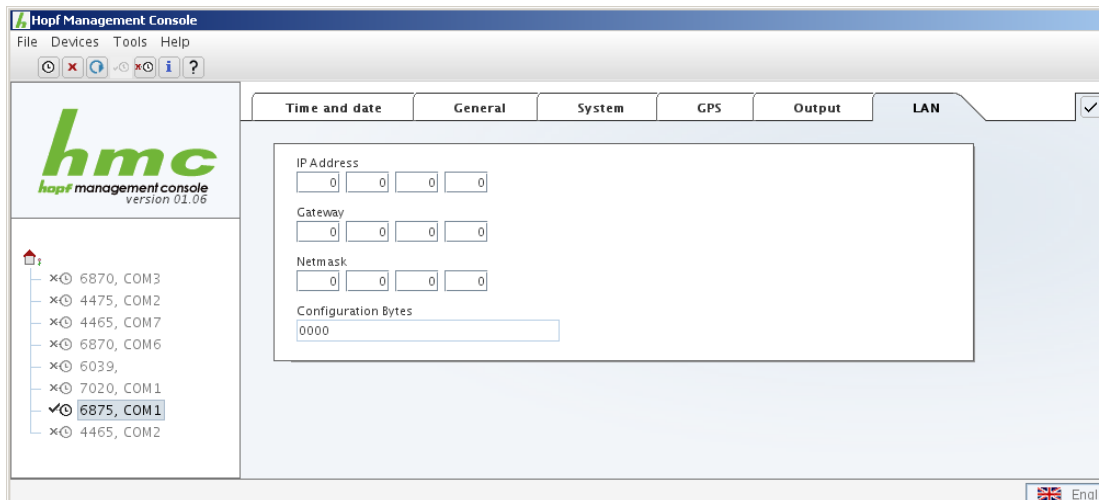 Hopf Management Console
File Devices Tools Help
? 
Time and date General System GPS Output LAN
hmc
hopf management console
version 01.06
IP Address
0 0 0 0
Gateway
0 0 0 0
Netmask
0 0 0 0
Configuration Bytes
0000
6870, COM3
4475, COM2
4465, COM7
6870, COM6
6039,
7020, COM1
6875, COM1
4465, COM2
Engl